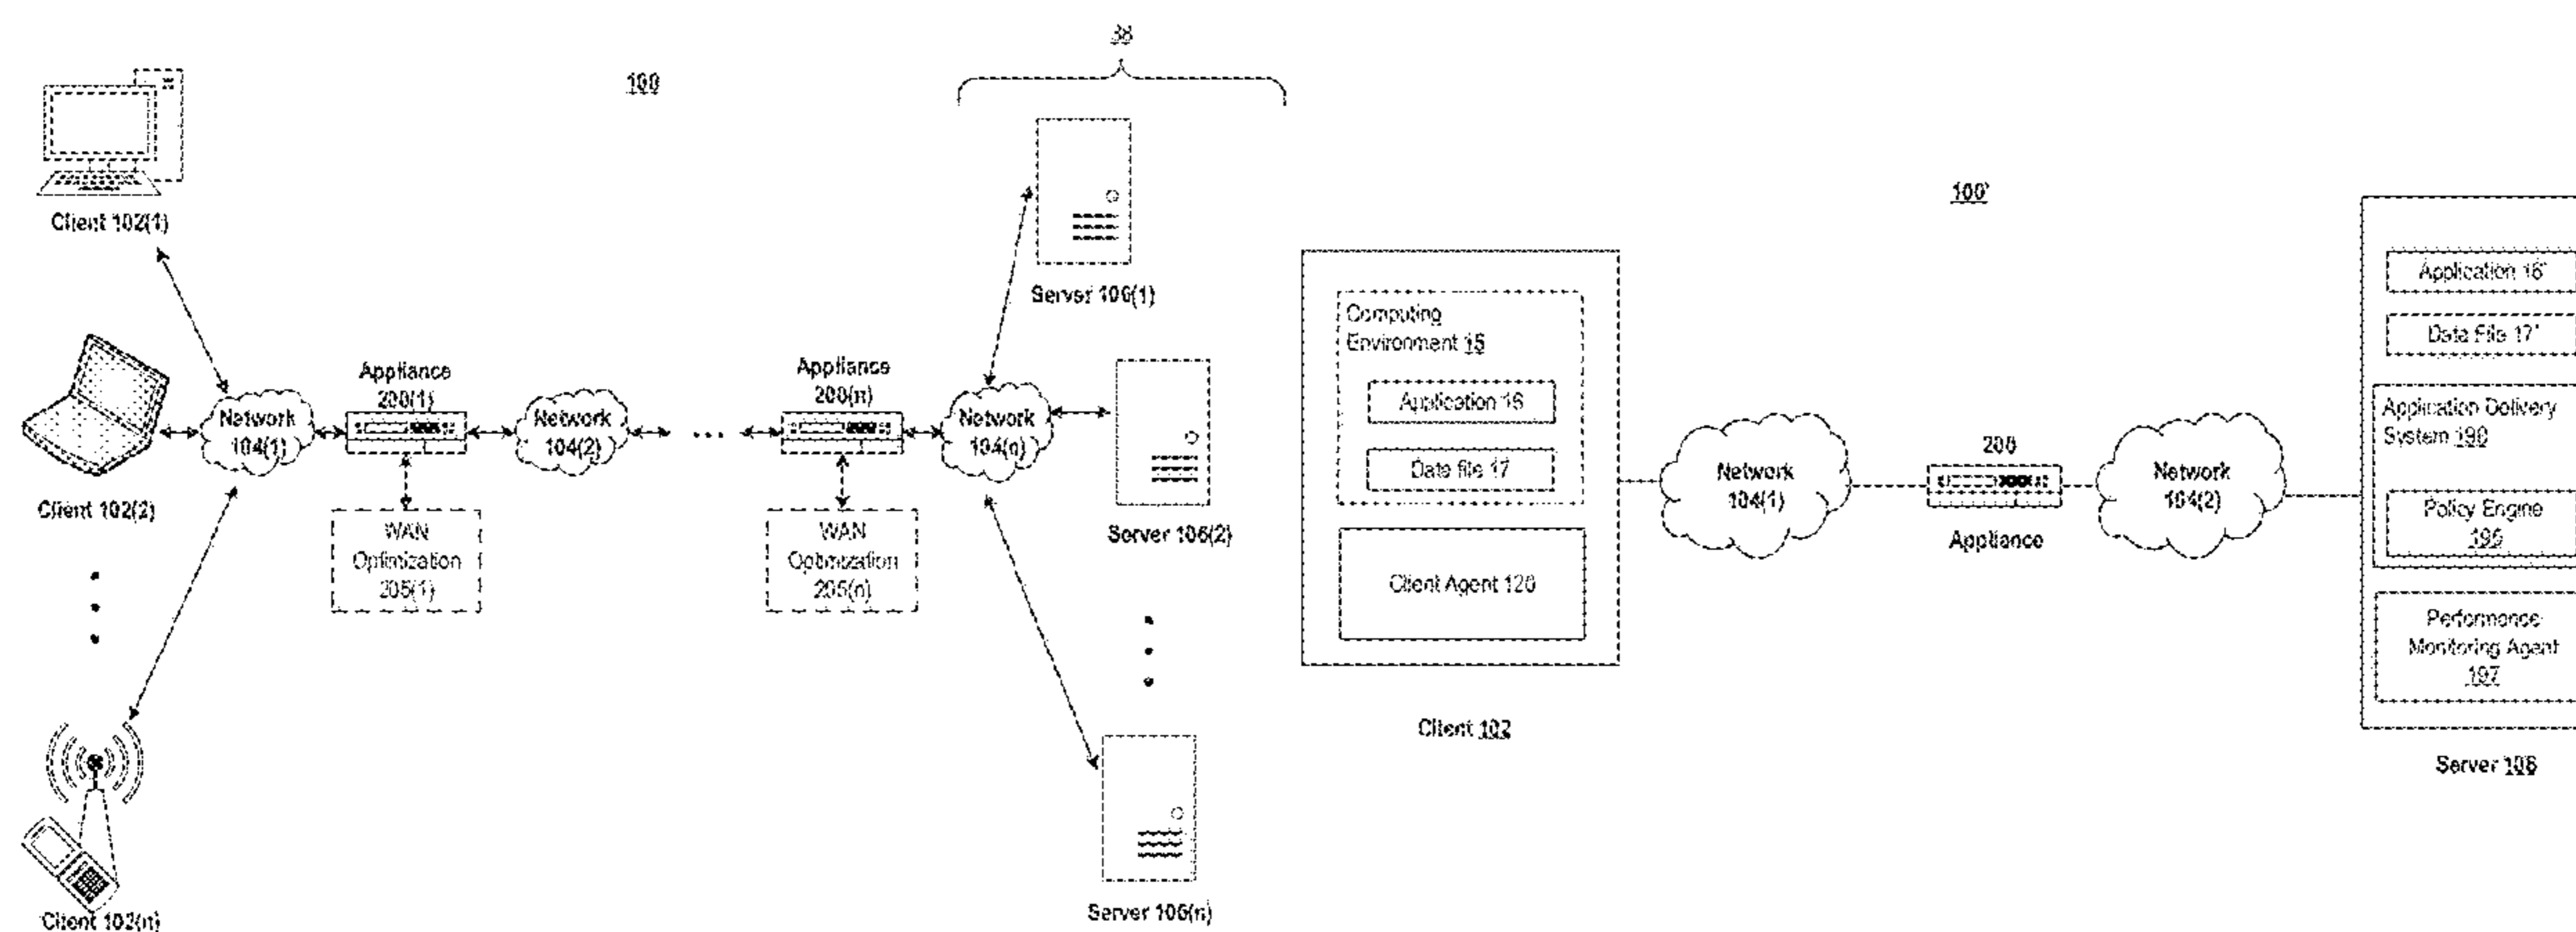 38
100
Client 102(1)
Server 106(1)
Appliance
200(1)
Appliance
200(n)
Network
104(1)
Network
104(2)
Network
104(n)
Client 102(2)
WAN
Optimization
205(1)
WAN
Optimization
205(n)
Server 106(2)
Client 102(n)
Server 106(n)
100'
Computing
Environment 15
Application 16
Data file 17
Client Agent 120
Client 102
Network
104(1)
200
Appliance
Network
104(2)
Application 16'
Data File 17'
Application Delivery
System 190
Policy Engine
195
Performance
Monitoring Agent
197
Server 106